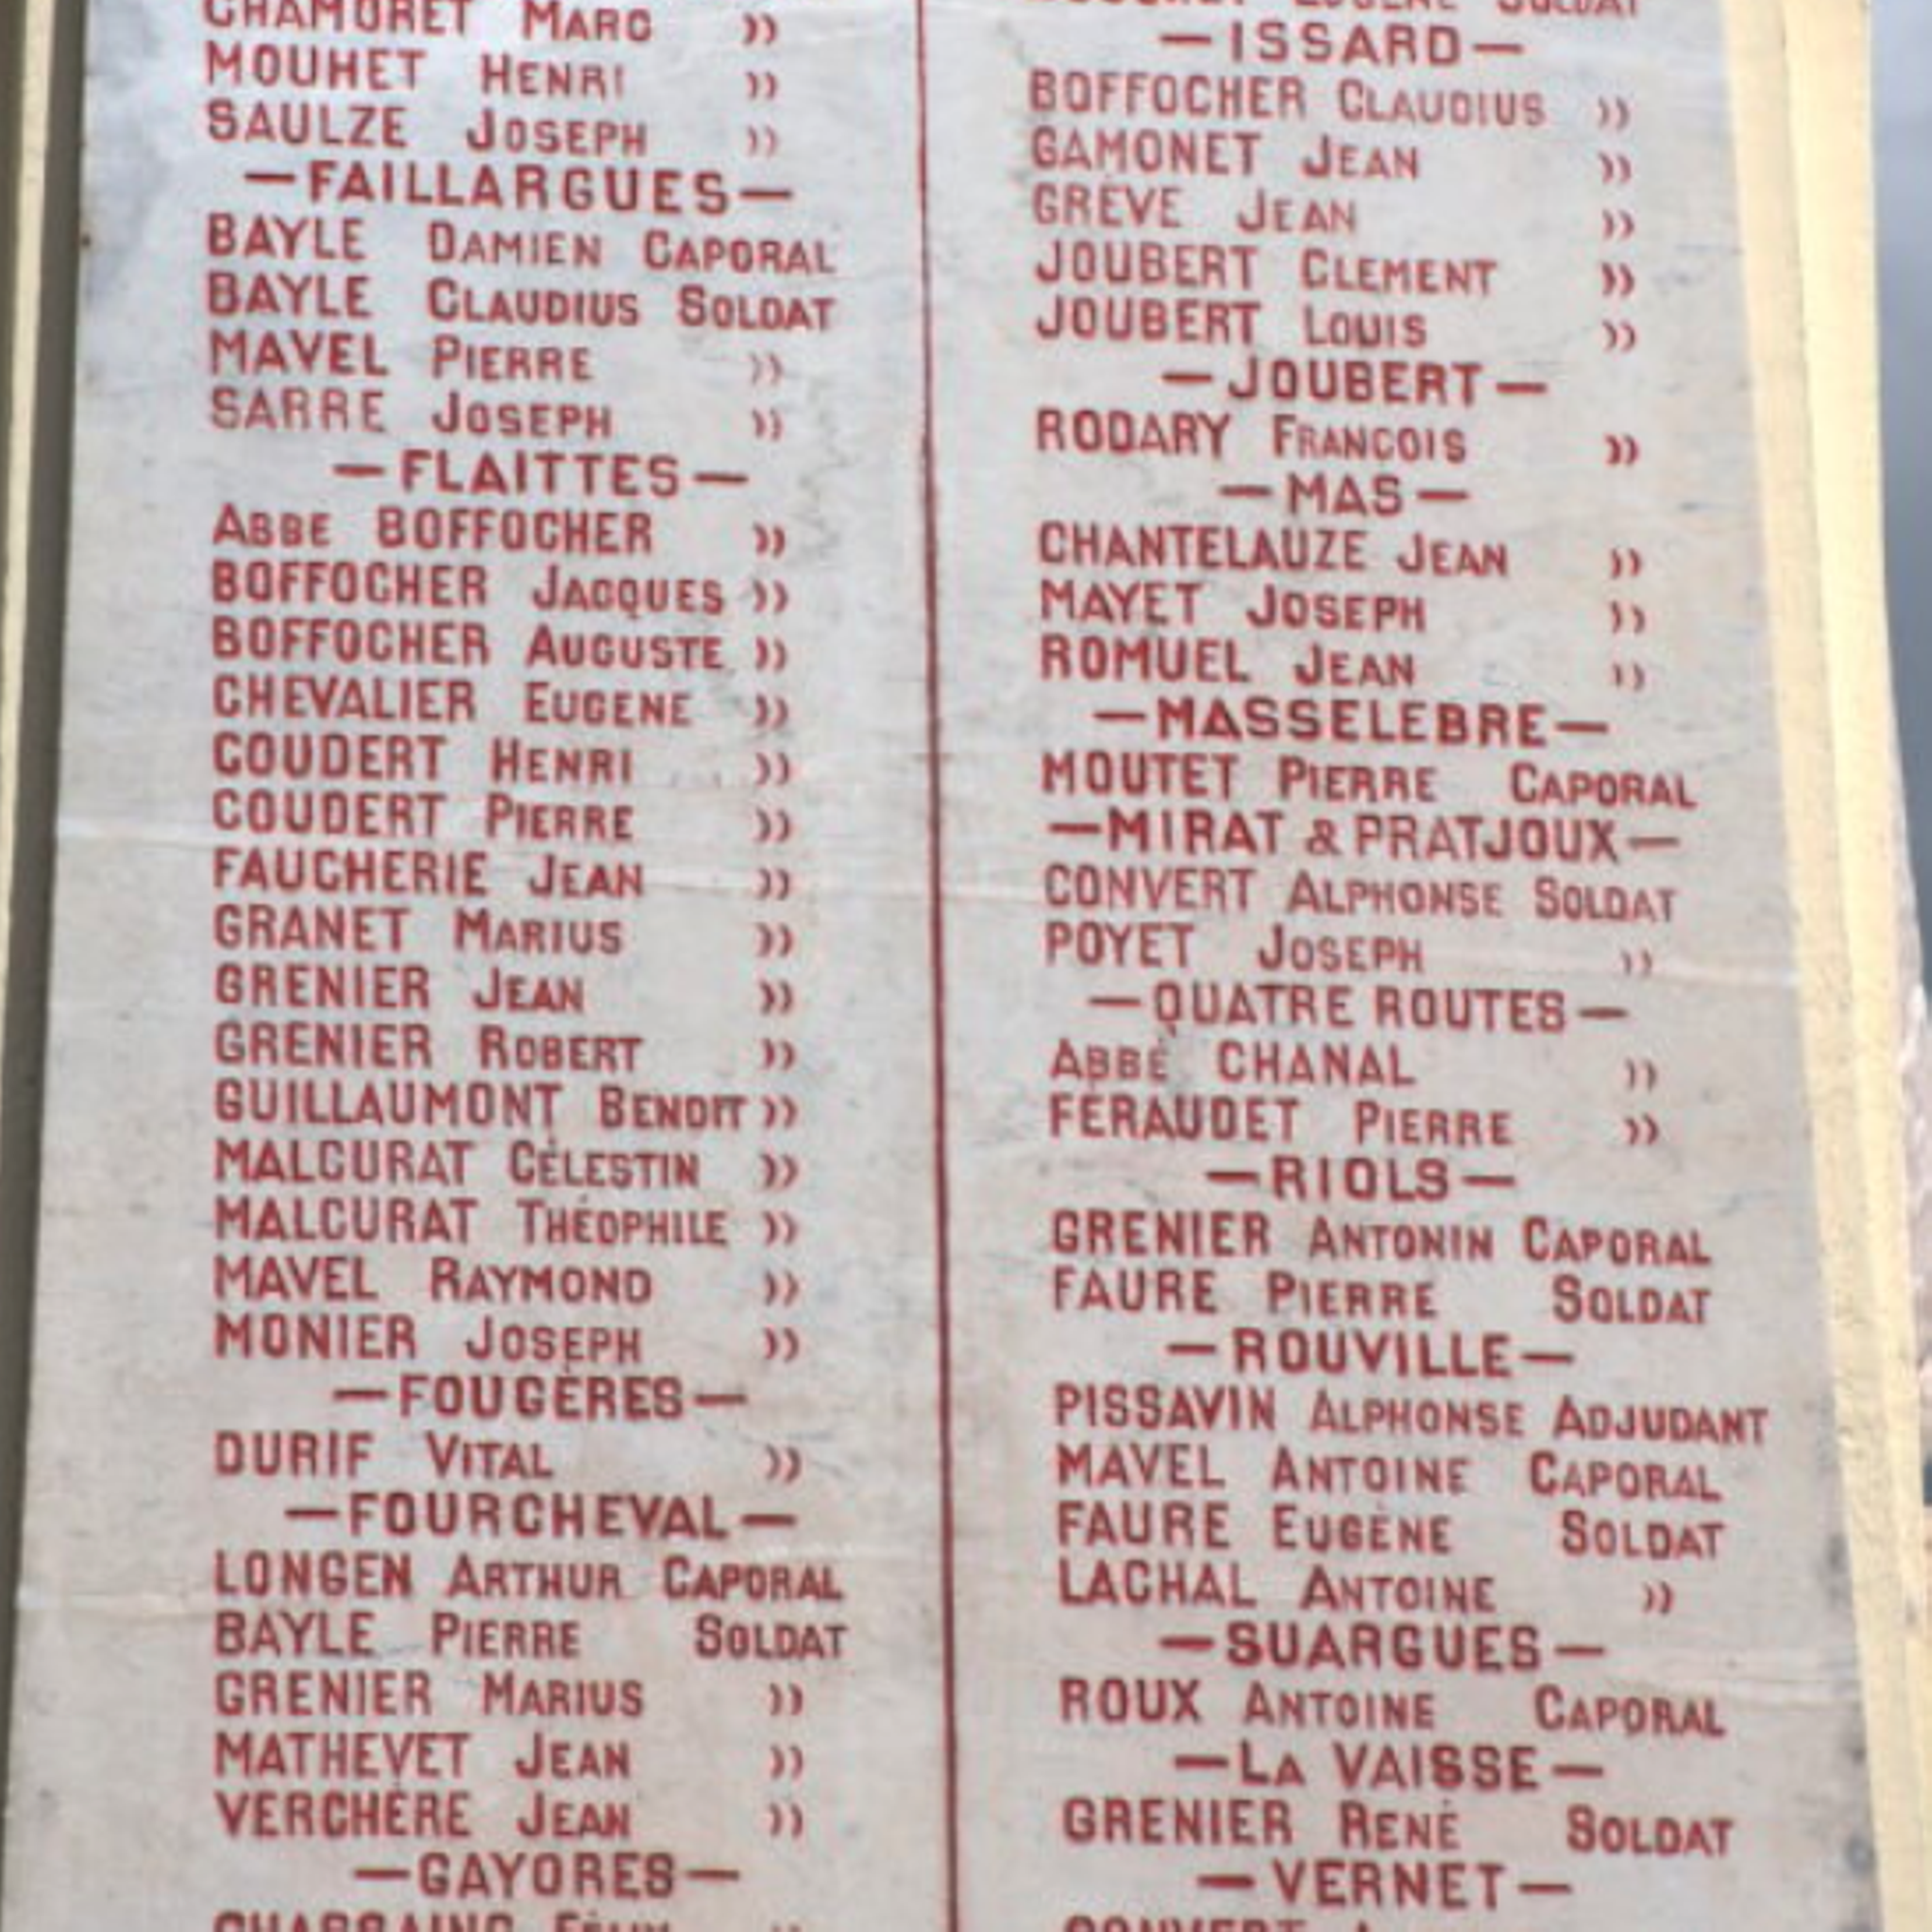 CHAMORET MARC »
MOUHET HENRI »
SAULZE JOSEPH »
—FAILLARGUES—
BAYLE DAMIEN CAPORAL
BAYLE CLAUDIUS SOLDAT
MAVEL PIERRE »
SARRE JOSEPH »
—FLAITTES—
ABBE BOFFOCHER »
BOFFOCHER JACQUES »
BOFFOCHER AUGUSTE »
CHEVALIER EUGENE »
COUDERT HENRI »
COUDERT PIERRE »
FAUCHERIE JEAN »
GRANET MARIUS »
GRENIER JEAN »
GRENIER ROBERT »
GUILLAUMONT BENOIT »
MALCURAT CÉLESTIN »
MALCURAT THÉOPHILE »
MAVEL RAYMOND »
MONIER JOSEPH »
—FOUGÈRES—
DURIF VITAL »
—FOURCHEVAL—
LONGEN ARTHUR CAPORAL
BAYLE PIERRE SOLDAT
GRENIER MARIUS »
MATHEVET JEAN »
VERCHÈRE JEAN »
—GAYORES—
CHASSAING FÉLIX »
SOLDAT
—ISSARD—
BOFFOCHER CLAUDIUS »
GAMONET JEAN »
GRÈVE JEAN »
JOUBERT CLEMENT »
JOUBERT LOUIS »
—JOUBERT—
RODARY FRANCOIS »
—MAS—
CHANTELAUZE JEAN »
MAYET JOSEPH »
ROMUEL JEAN »
—MASSELEBRE—
MOUTET PIERRE CAPORAL
—MIRAT & PRATJOUX—
CONVERT ALPHONSE SOLDAT
POYET JOSEPH »
—QUATRE ROUTES—
ABBÉ CHANAL »
FERAUDET PIERRE »
—RIOLS—
GRENIER ANTONIN CAPORAL
FAURE PIERRE SOLDAT
—ROUVILLE—
PISSAVIN ALPHONSE ADJUDANT
MAVEL ANTOINE CAPORAL
FAURE EUGÈNE SOLDAT
LACHAL ANTOINE »
—SUARGUES—
ROUX ANTOINE CAPORAL
—LA VAISSE—
GRENIER RENÉ SOLDAT
—VERNET—
CONVERT